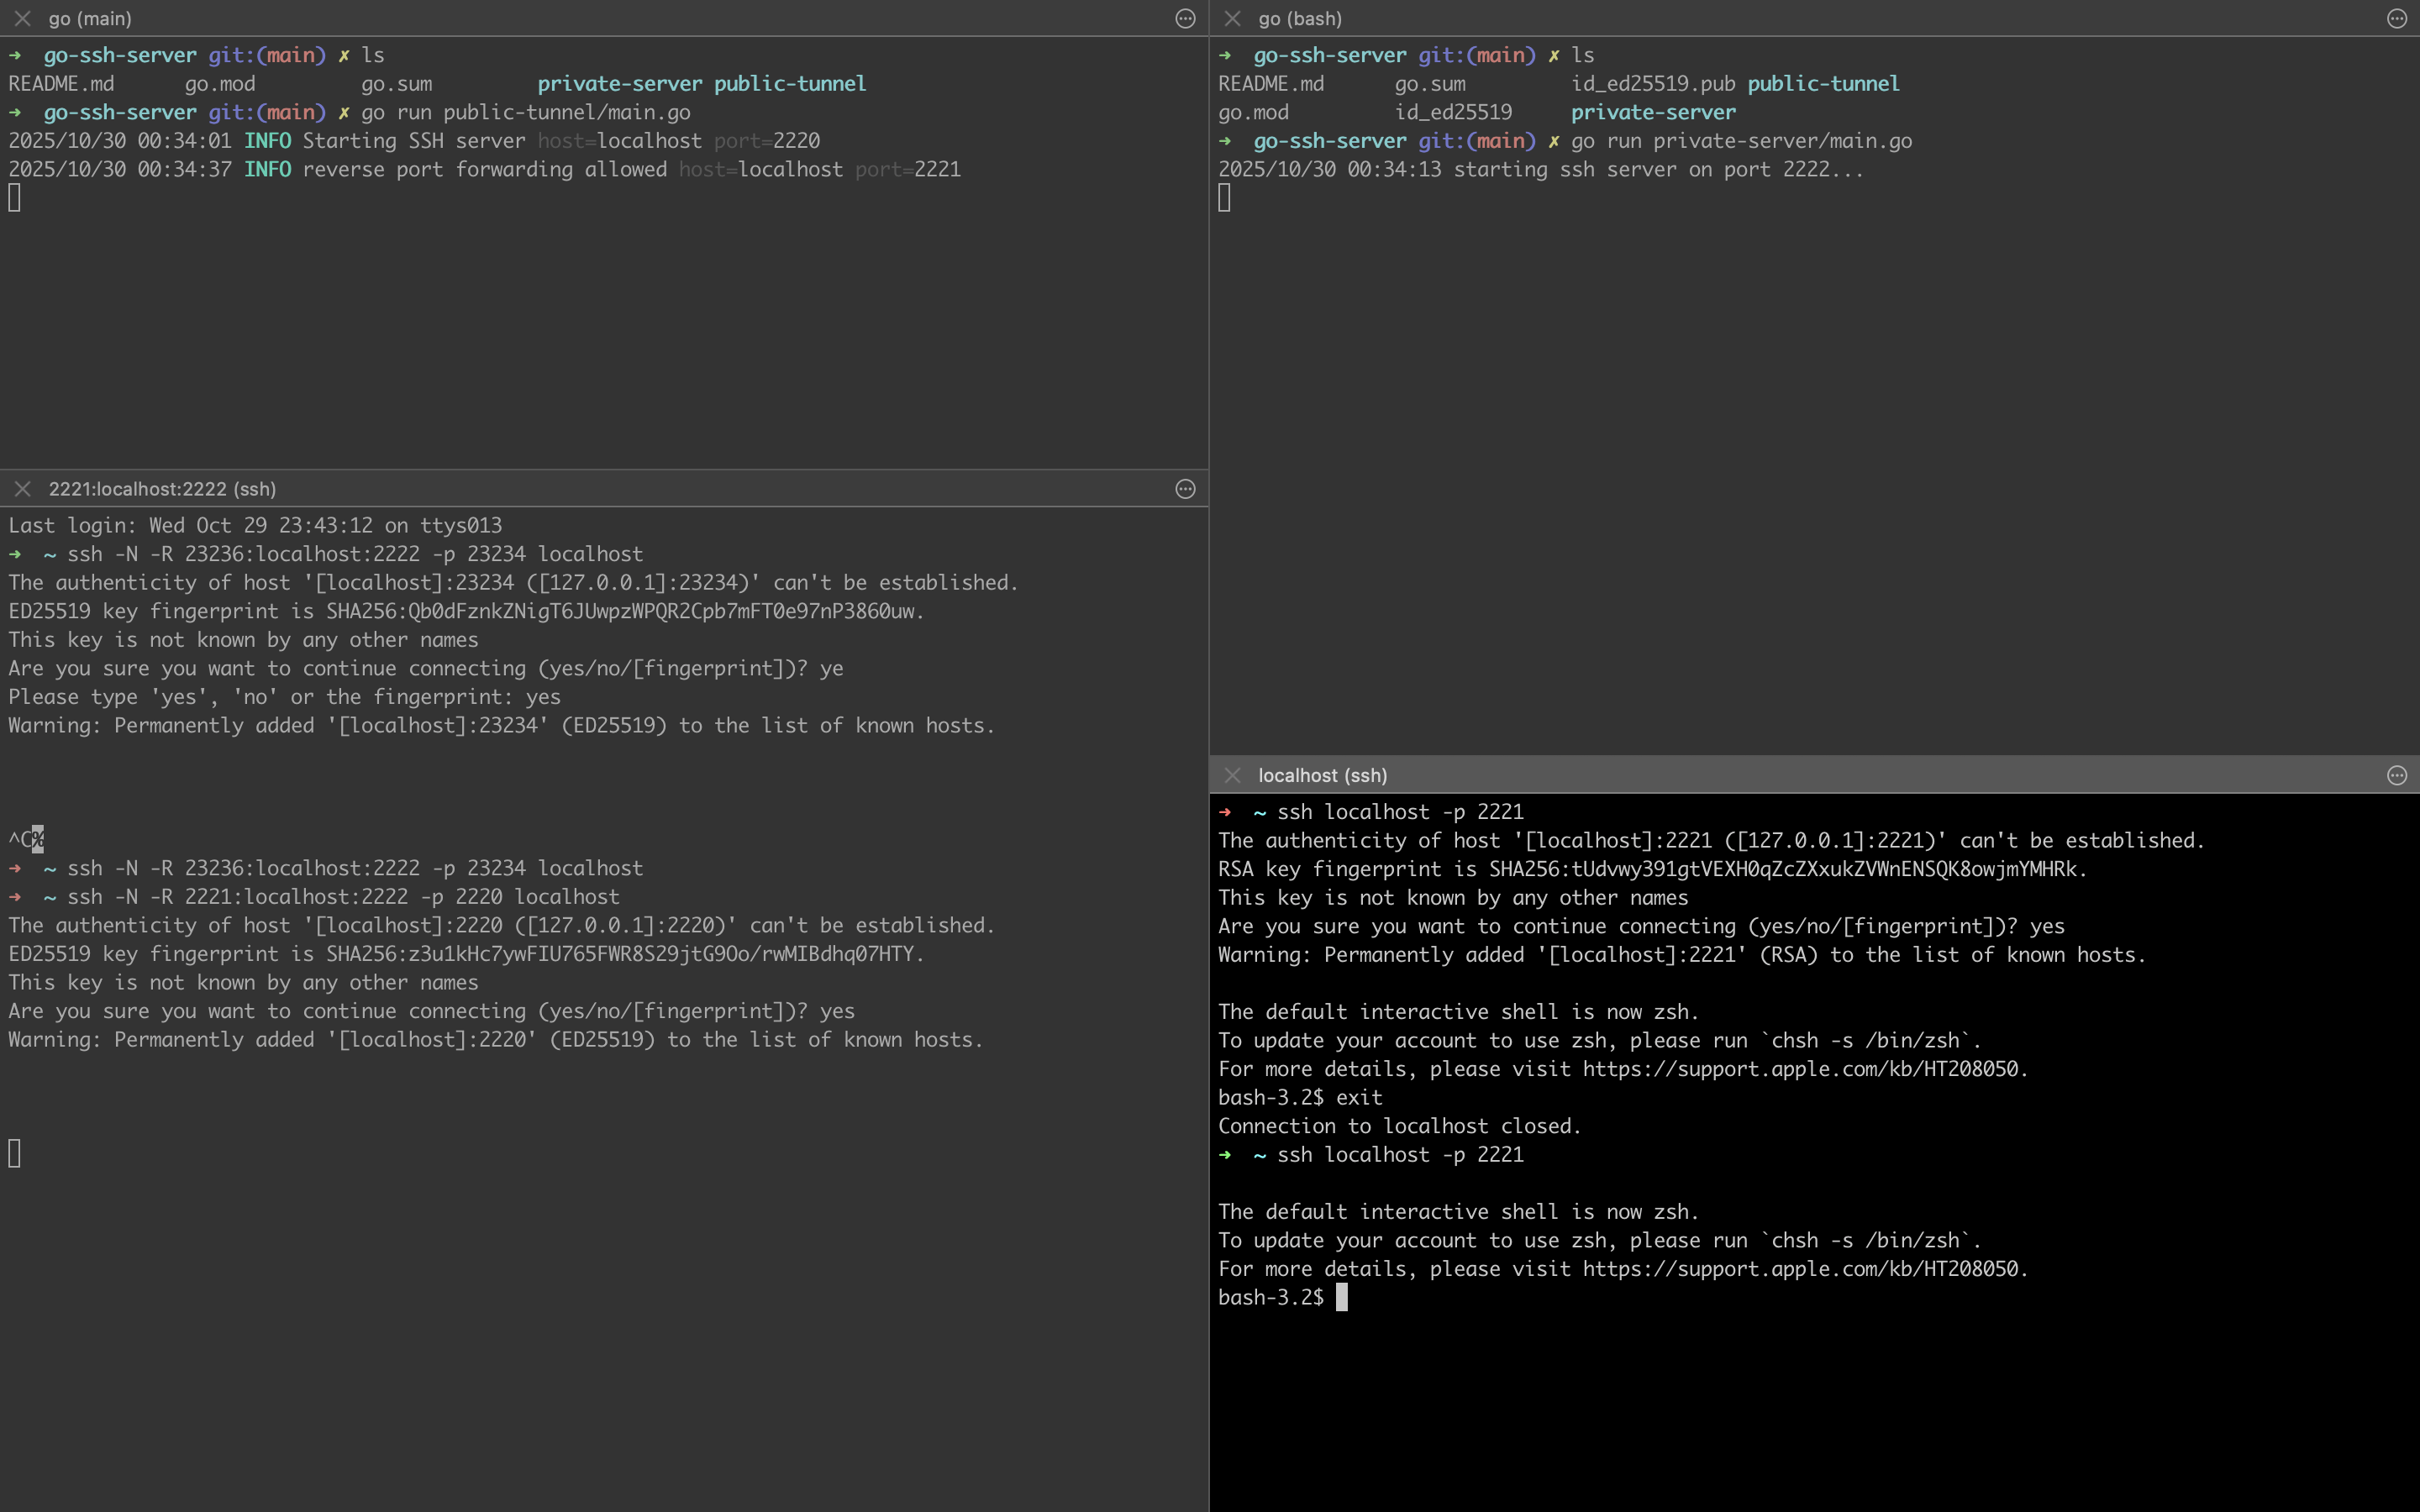 go (main)
➜  go-ssh-server git:(main) ✗ ls
README.md      go.mod         go.sum         private-server public-tunnel
➜  go-ssh-server git:(main) ✗ go run public-tunnel/main.go
2025/10/30 00:34:01 INFO Starting SSH server host=localhost port=2220
2025/10/30 00:34:37 INFO reverse port forwarding allowed host=localhost port=2221
2221:localhost:2222 (ssh)
Last login: Wed Oct 29 23:43:12 on ttys013
➜  ~ ssh -N -R 23236:localhost:2222 -p 23234 localhost
The authenticity of host '[localhost]:23234 ([127.0.0.1]:23234)' can't be established.
ED25519 key fingerprint is SHA256:Qb0dFznkZNigT6JUwpzWPQR2Cpb7mFT0e97nP3860uw.
This key is not known by any other names
Are you sure you want to continue connecting (yes/no/[fingerprint])? ye
Please type 'yes', 'no' or the fingerprint: yes
Warning: Permanently added '[localhost]:23234' (ED25519) to the list of known hosts.
^C%
➜  ~ ssh -N -R 23236:localhost:2222 -p 23234 localhost
➜  ~ ssh -N -R 2221:localhost:2222 -p 2220 localhost
The authenticity of host '[localhost]:2220 ([127.0.0.1]:2220)' can't be established.
ED25519 key fingerprint is SHA256:z3u1kHc7ywFIU765FWR8S29jtG9Oo/rwMIBdhq07HTY.
This key is not known by any other names
Are you sure you want to continue connecting (yes/no/[fingerprint])? yes
Warning: Permanently added '[localhost]:2220' (ED25519) to the list of known hosts.
go (bash)
➜  go-ssh-server git:(main) ✗ ls
README.md      go.sum         id_ed25519.pub public-tunnel
go.mod         id_ed25519     private-server
➜  go-ssh-server git:(main) ✗ go run private-server/main.go
2025/10/30 00:34:13 starting ssh server on port 2222...
localhost (ssh)
➜  ~ ssh localhost -p 2221
The authenticity of host '[localhost]:2221 ([127.0.0.1]:2221)' can't be established.
RSA key fingerprint is SHA256:tUdvwy391gtVEXH0qZcZXxukZVWnENSQK8owjmYMHRk.
This key is not known by any other names
Are you sure you want to continue connecting (yes/no/[fingerprint])? yes
Warning: Permanently added '[localhost]:2221' (RSA) to the list of known hosts.
The default interactive shell is now zsh.
To update your account to use zsh, please run `chsh -s /bin/zsh`.
For more details, please visit https://support.apple.com/kb/HT208050.
bash-3.2$ exit
Connection to localhost closed.
➜  ~ ssh localhost -p 2221
The default interactive shell is now zsh.
To update your account to use zsh, please run `chsh -s /bin/zsh`.
For more details, please visit https://support.apple.com/kb/HT208050.
bash-3.2$